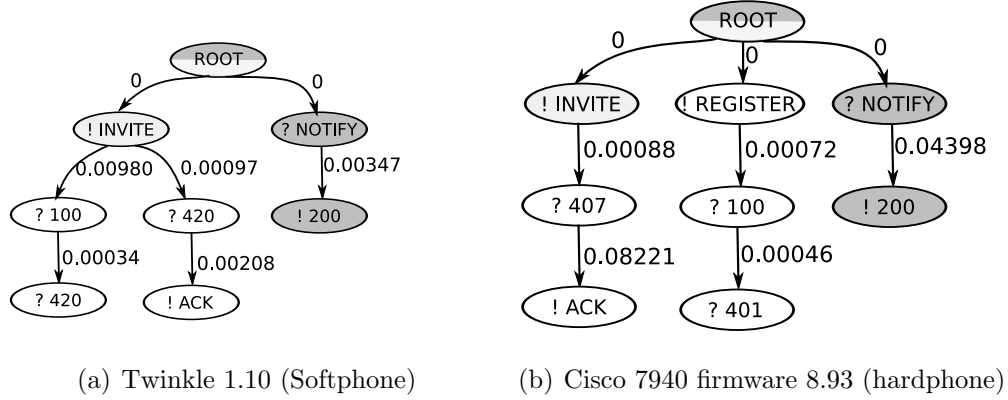 ROOT
0 0
! INVITE ? NOTIFY
0.00980 0.00097 0.00347
? 100 ? 420 ! 200
0.00034 0.00208
? 420 ! ACK
(a) Twinkle 1.10 (Softphone)
ROOT
0 0 0
! INVITE ! REGISTER ? NOTIFY
0.00088 0.00072 0.04398
? 407 ? 100 ! 200
0.08221 0.00046
! ACK ? 401
(b) Cisco 7940 firmware 8.93 (hardphone)